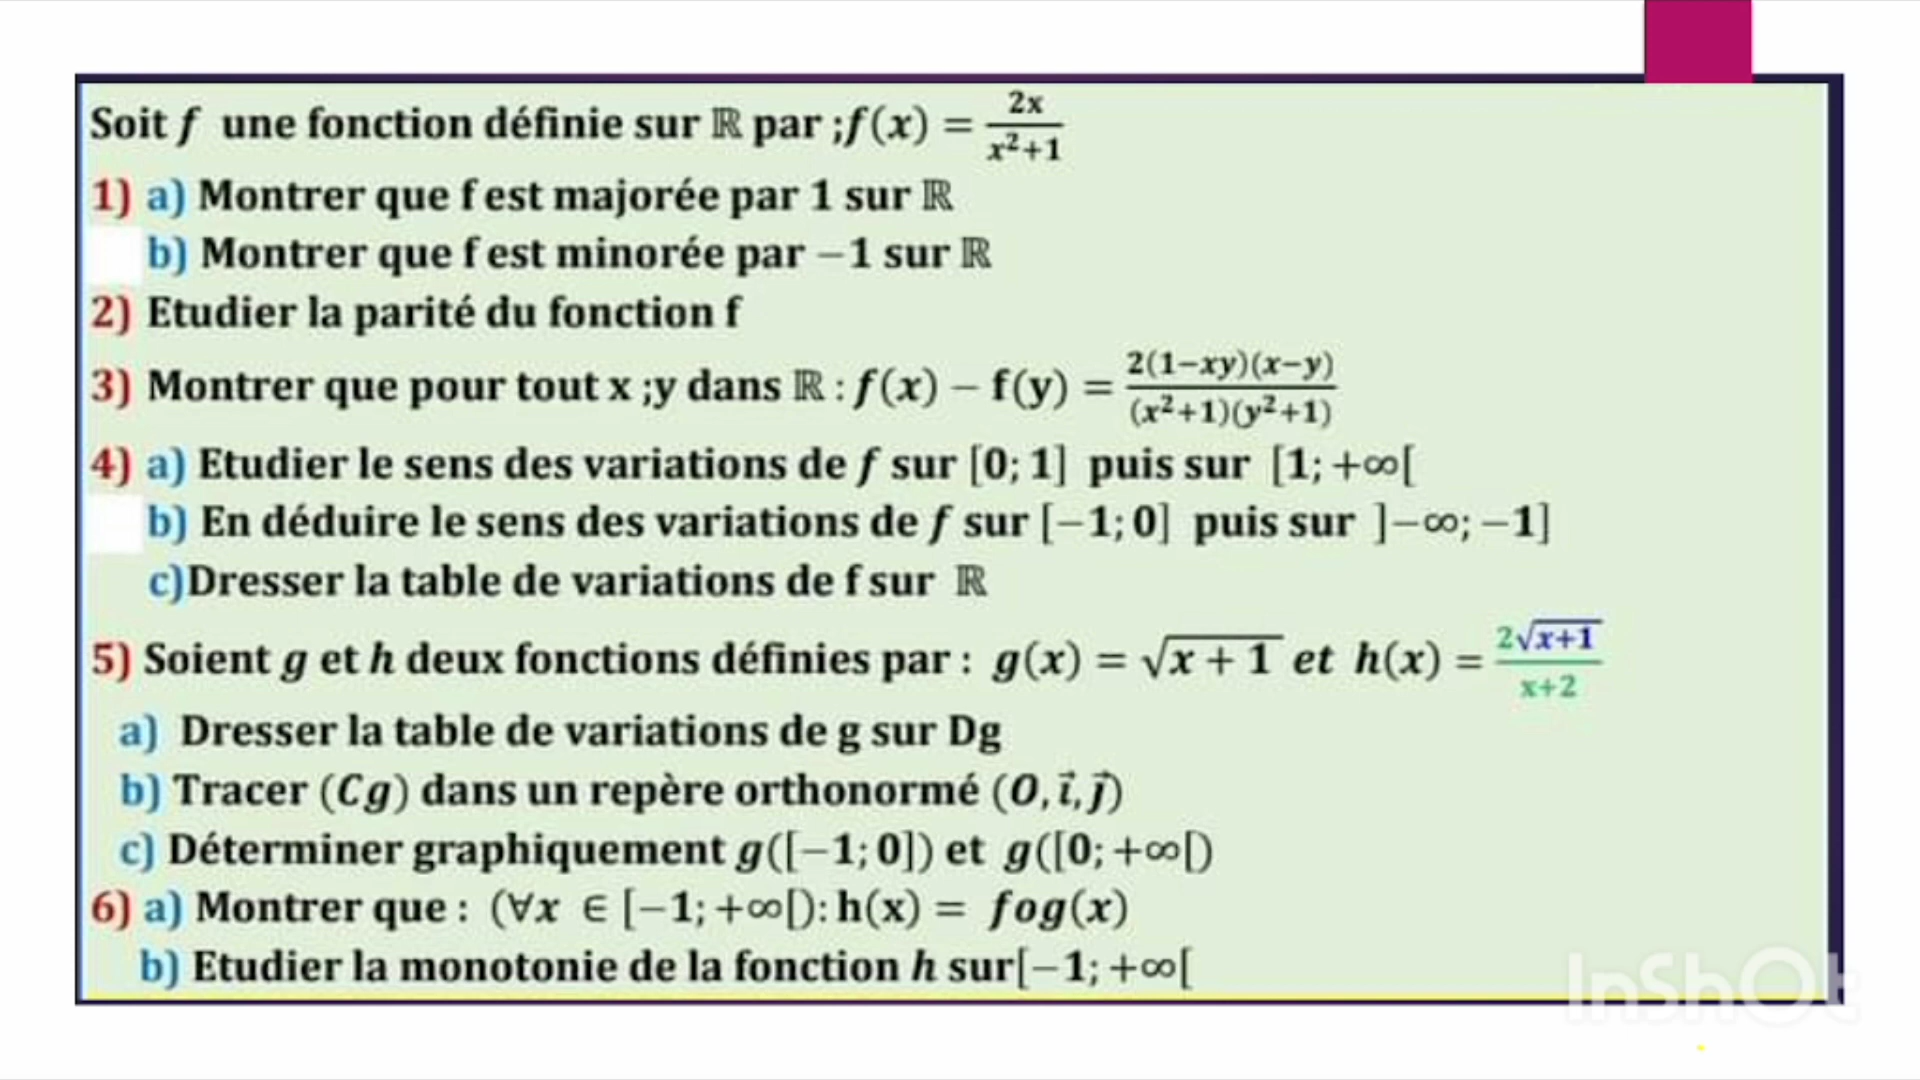 Soit f une fonction définie sur ℝ par ;f(x) = 2x/(x²+1)
1) a) Montrer que f est majorée par 1 sur ℝ
b) Montrer que f est minorée par −1 sur ℝ
2) Etudier la parité du fonction f
3) Montrer que pour tout x ;y dans ℝ : f(x) − f(y) = 2(1−xy)(x−y)/((x²+1)(y²+1))
4) a) Etudier le sens des variations de f sur [0; 1] puis sur [1; +∞[
b) En déduire le sens des variations de f sur [−1; 0] puis sur ]−∞; −1]
c)Dresser la table de variations de f sur ℝ
5) Soient g et h deux fonctions définies par : g(x) = √(x + 1) et h(x) = 2√(x+1)/(x+2)
a) Dresser la table de variations de g sur Dg
b) Tracer (Cg) dans un repère orthonormé (O, i⃗, j⃗)
c) Déterminer graphiquement g([−1; 0]) et g([0; +∞[)
6) a) Montrer que : (∀x ∈ [−1; +∞[): h(x) = fog(x)
b) Etudier la monotonie de la fonction h sur[−1; +∞[
InShOt